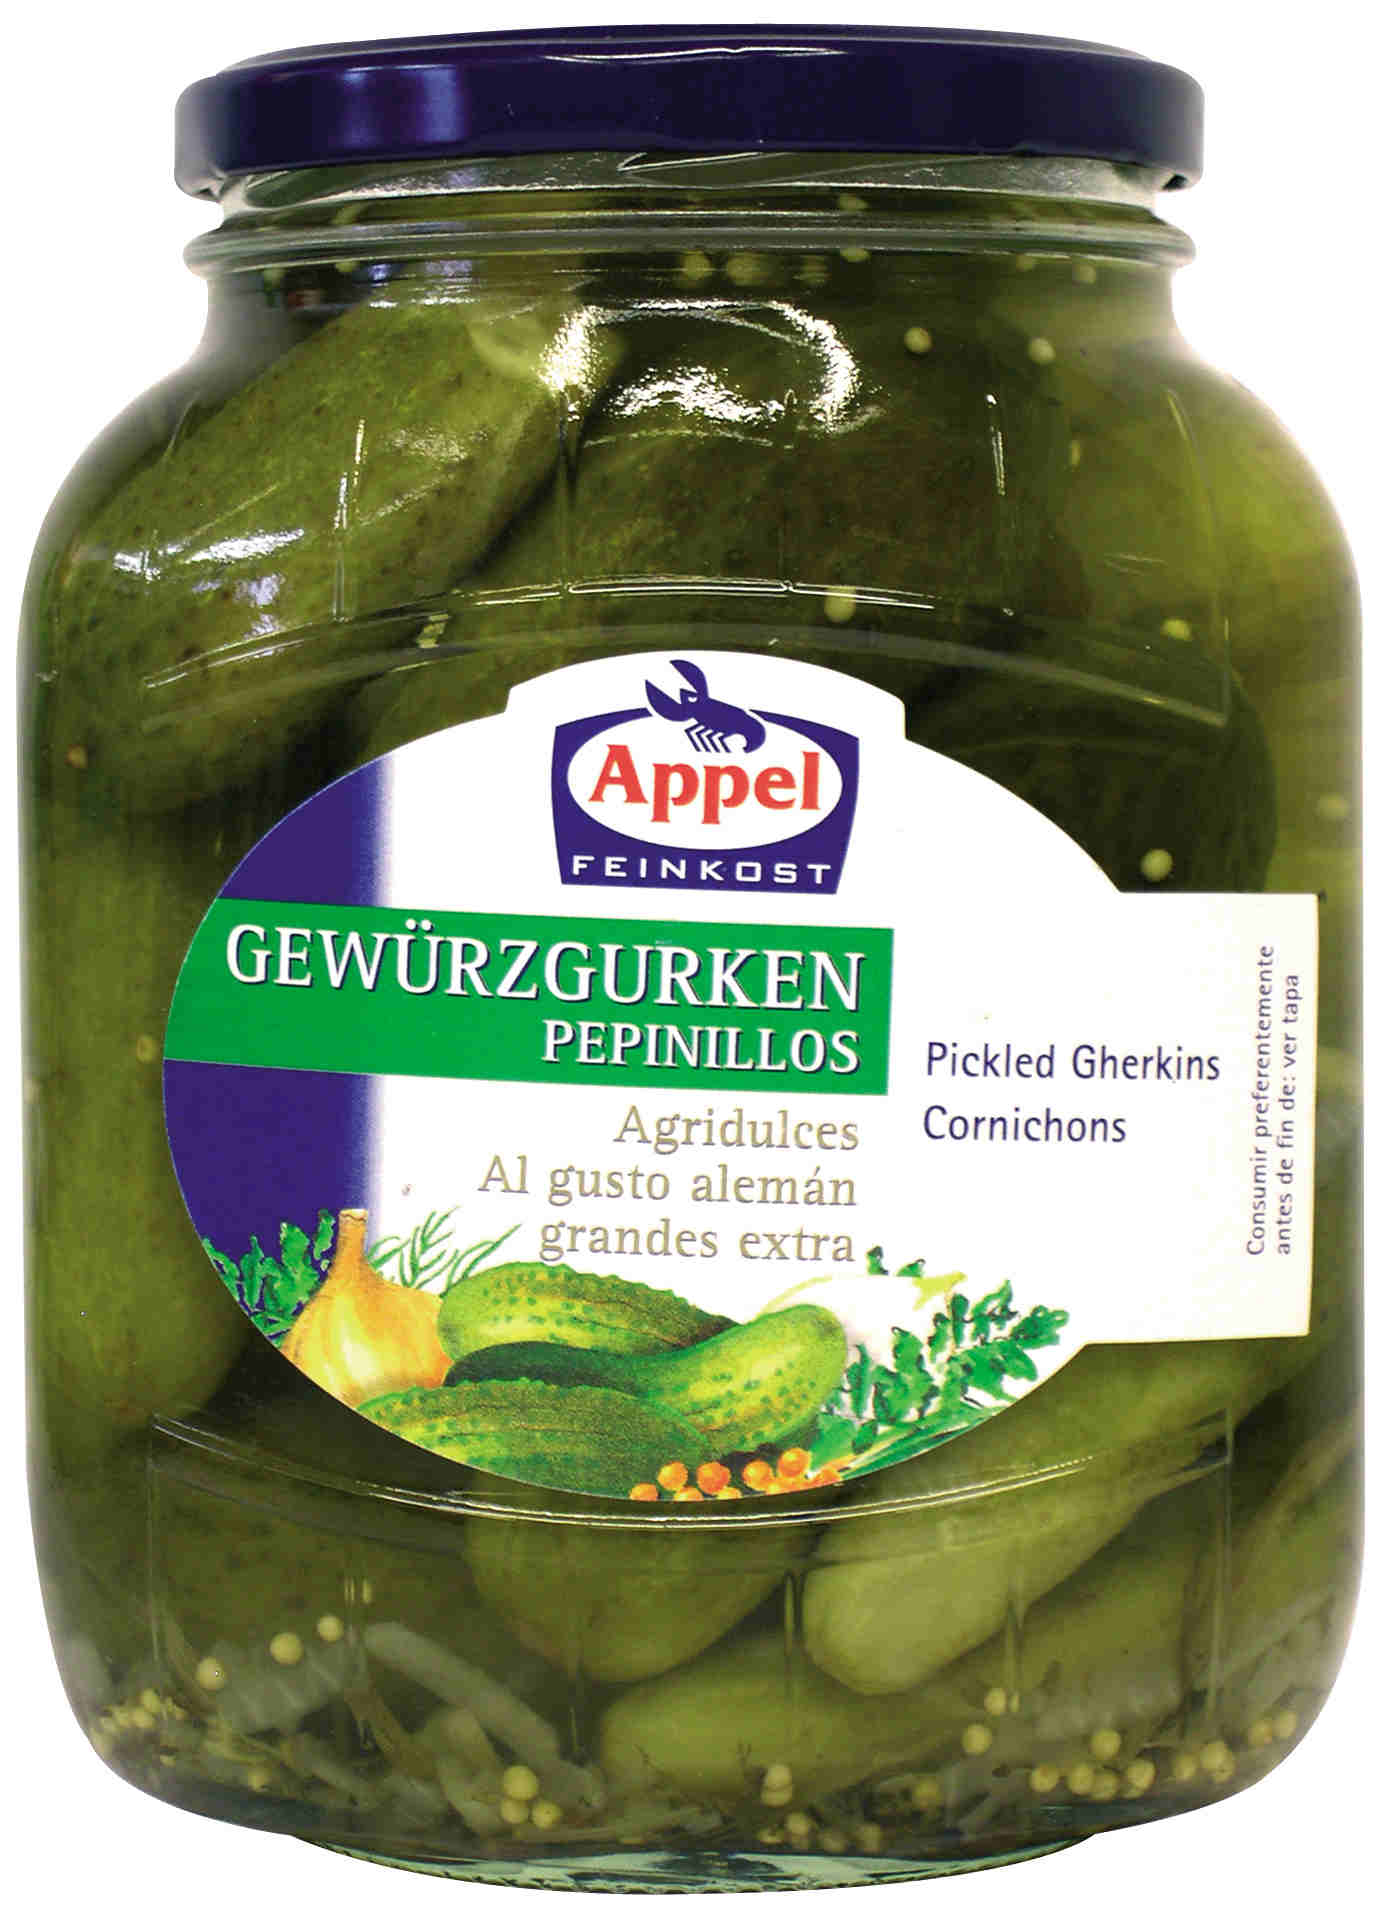 Appel
FEINKOST
GEWÜRZGURKEN
PEPINILLOS
Agridulces
Al gusto alemán
grandes extra
Pickled Gherkins
Cornichons
Consumir preferentemente
antes de fin de: ver tapa